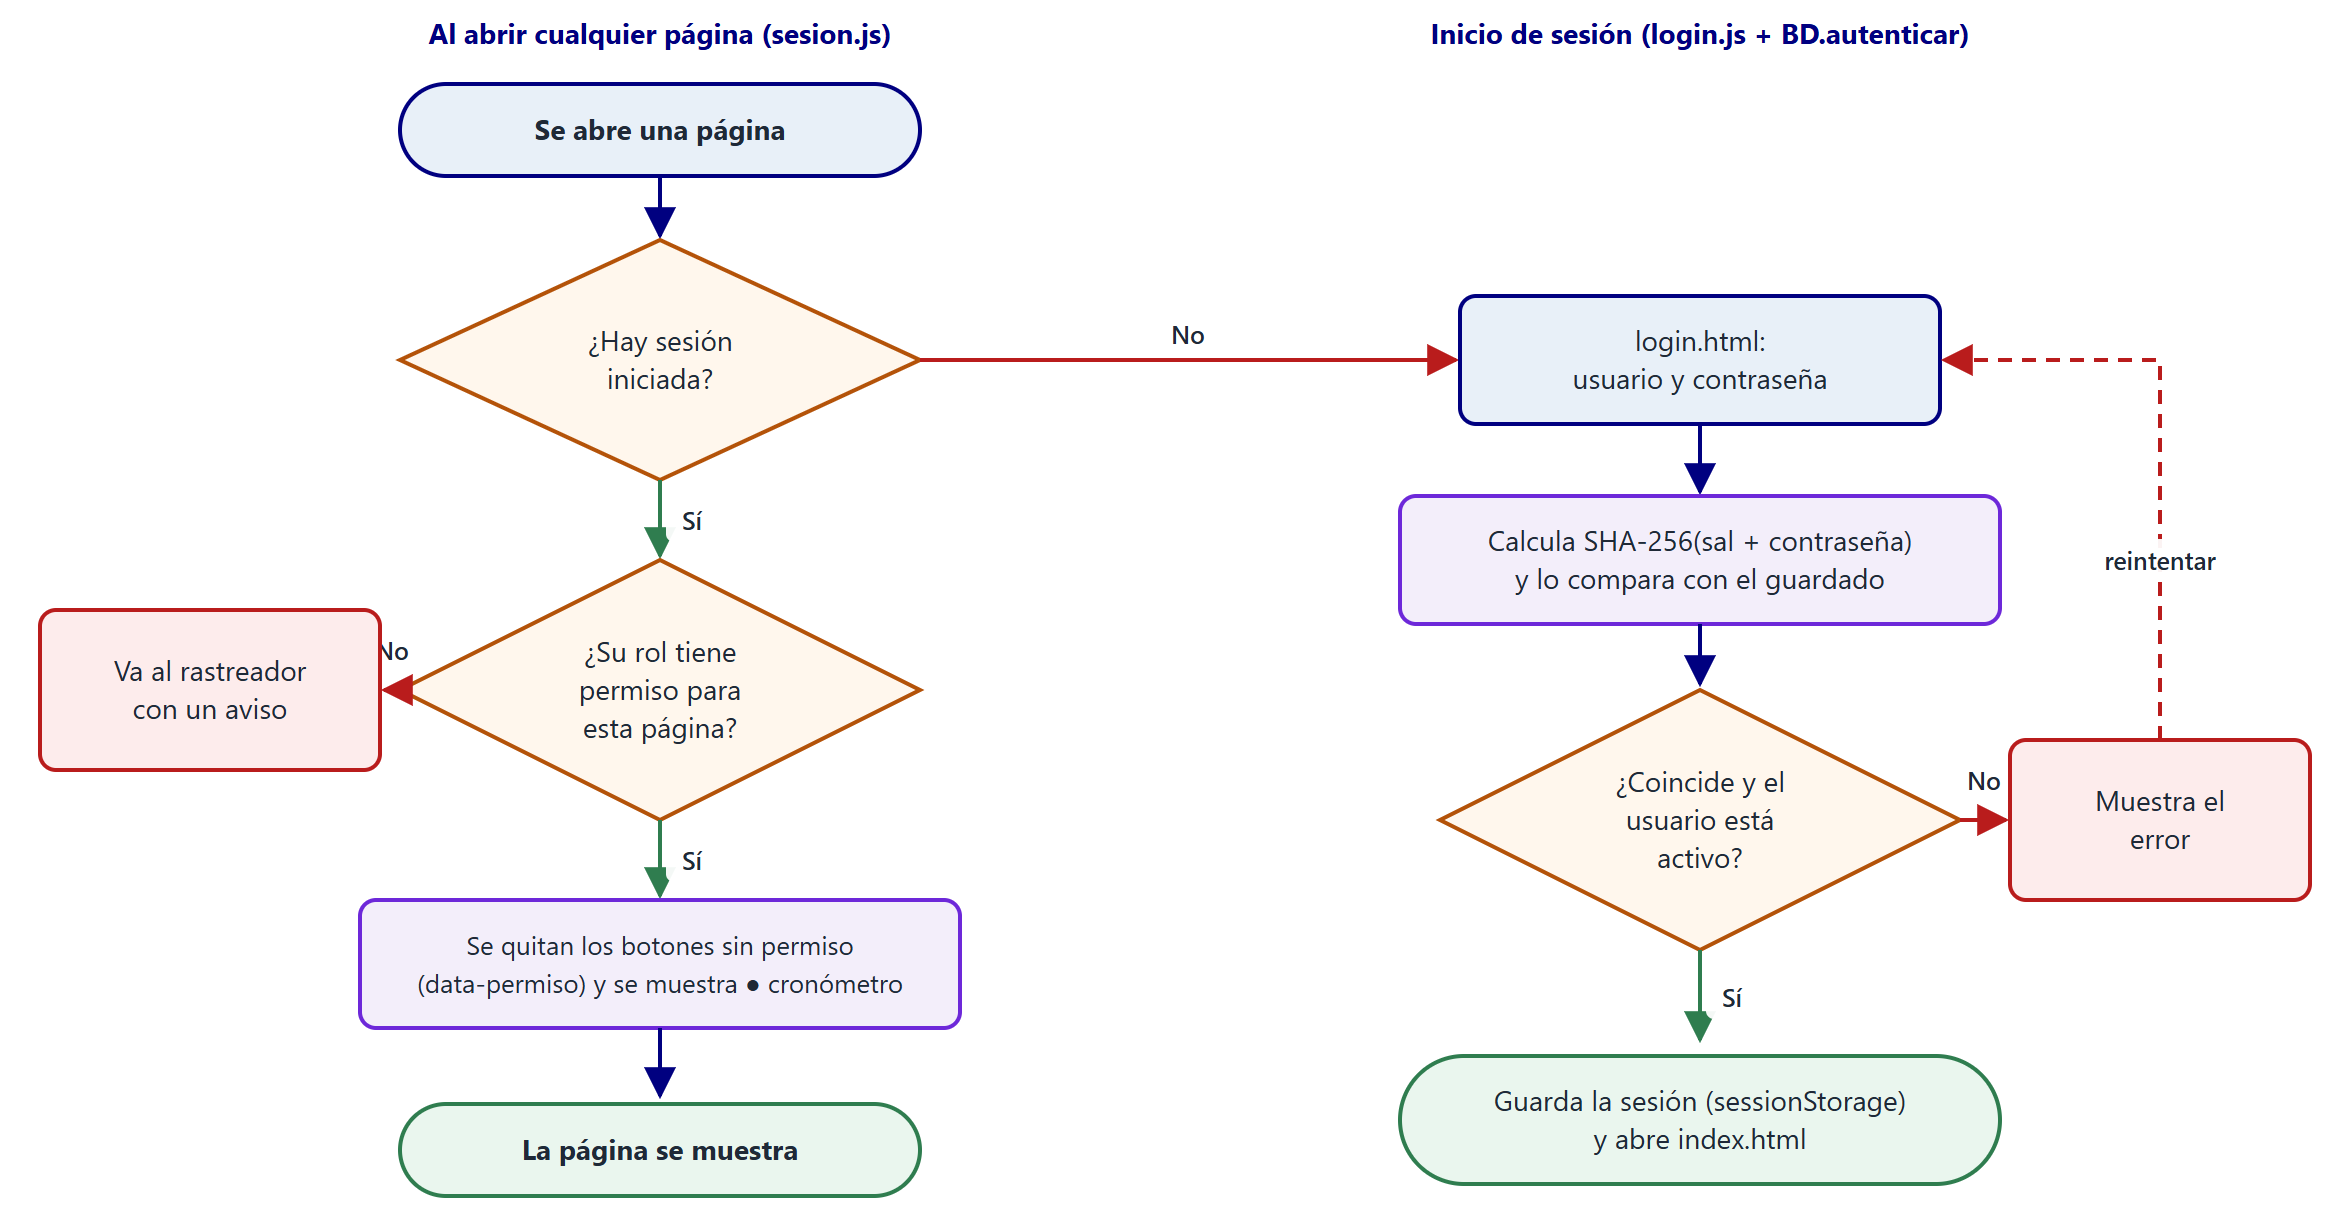 Al abrir cualquier página (sesion.js)
Se abre una página
¿Hay sesión
iniciada?
No
Sí
¿Su rol tiene
permiso para
esta página?
No
Va al rastreador
con un aviso
Sí
Se quitan los botones sin permiso
(data-permiso) y se muestra ● cronómetro
La página se muestra
Inicio de sesión (login.js + BD.autenticar)
login.html:
usuario y contraseña
Calcula SHA-256(sal + contraseña)
y lo compara con el guardado
reintentar
¿Coincide y el
usuario está
activo?
No
Muestra el
error
Sí
Guarda la sesión (sessionStorage)
y abre index.html